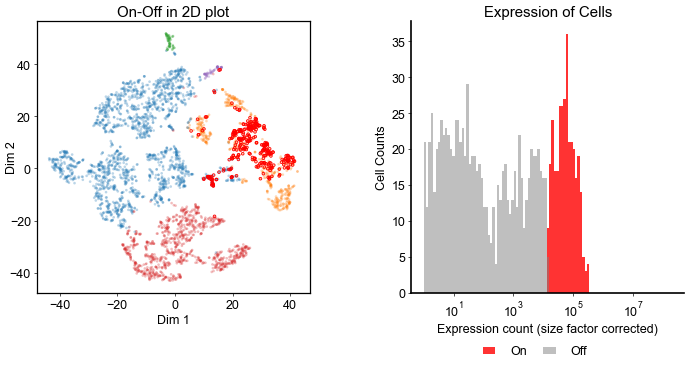 On-Off in 2D plot
Dim 2
40
20
0
−20
−40
−40 −20 0 20 40
Dim 1
Expression of Cells
Cell Counts
35
30
25
20
15
10
5
0
10^1 10^3 10^5 10^7
Expression count (size factor corrected)
On Off